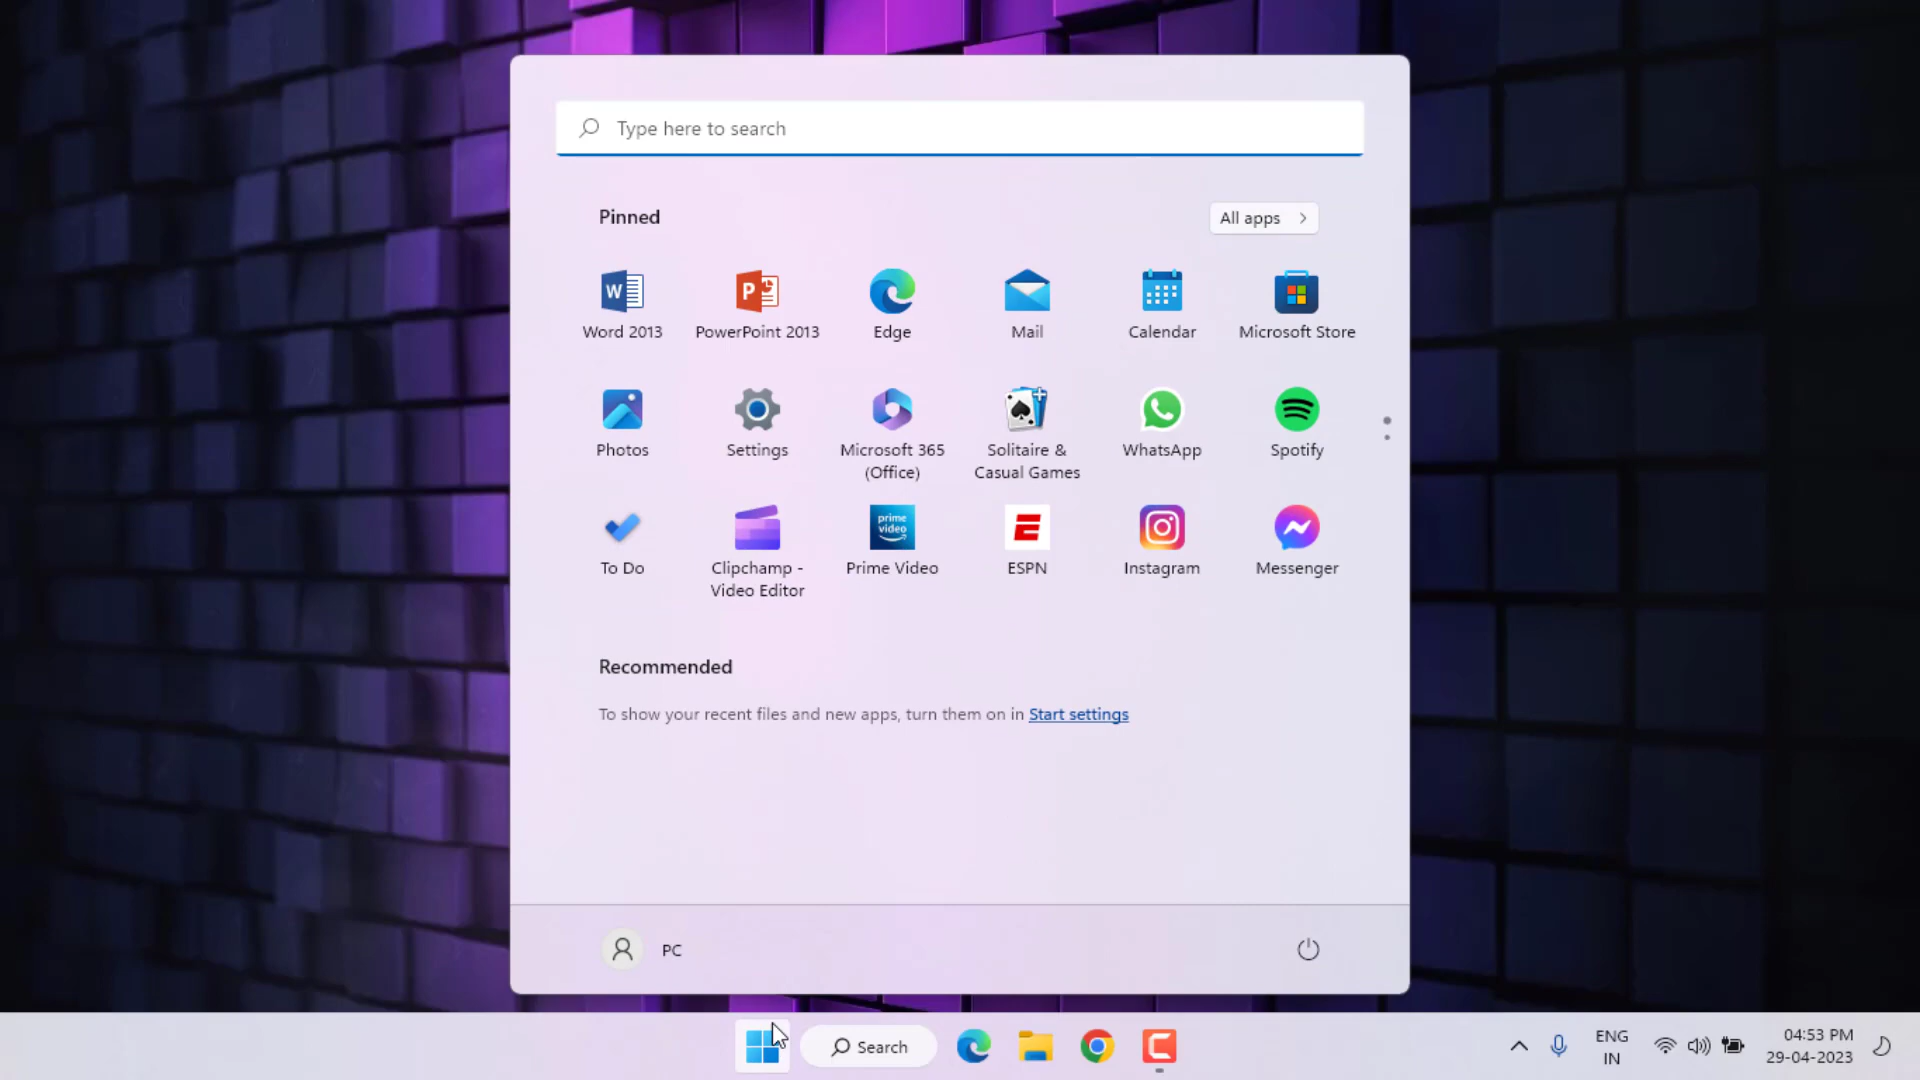 Type here to search
Pinned
All apps
Word 2013
PowerPoint 2013
Edge
Mail
Calendar
Microsoft Store
Photos
Settings
Microsoft 365
(Office)
Solitaire &
Casual Games
WhatsApp
Spotify
To Do
Clipchamp -
Video Editor
prime
video
Prime Video
ESPN
Instagram
Messenger
Recommended
To show your recent files and new apps, turn them on in Start settings
PC
Search
ENG
IN
04:53 PM
29-04-2023